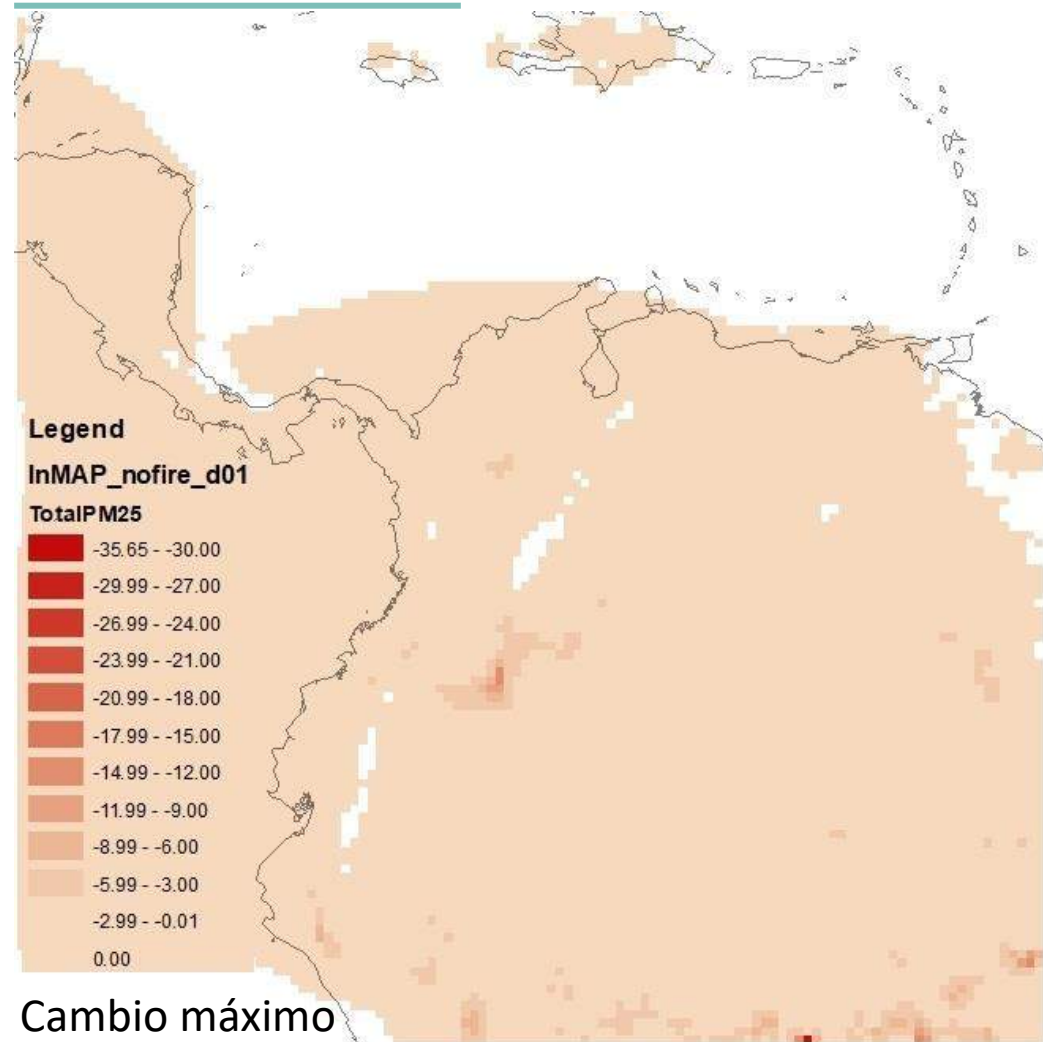 Legend
InMAP_nofire_d01
TotalPM25
-35.65 - -30.00
-29.99 - -27.00
-26.99 - -24.00
-23.99 - -21.00
-20.99 - -18.00
-17.99 - -15.00
-14.99 - -12.00
-11.99 - -9.00
-8.99 - -6.00
-5.99 - -3.00
-2.99 - -0.01
0.00
Cambio máximo